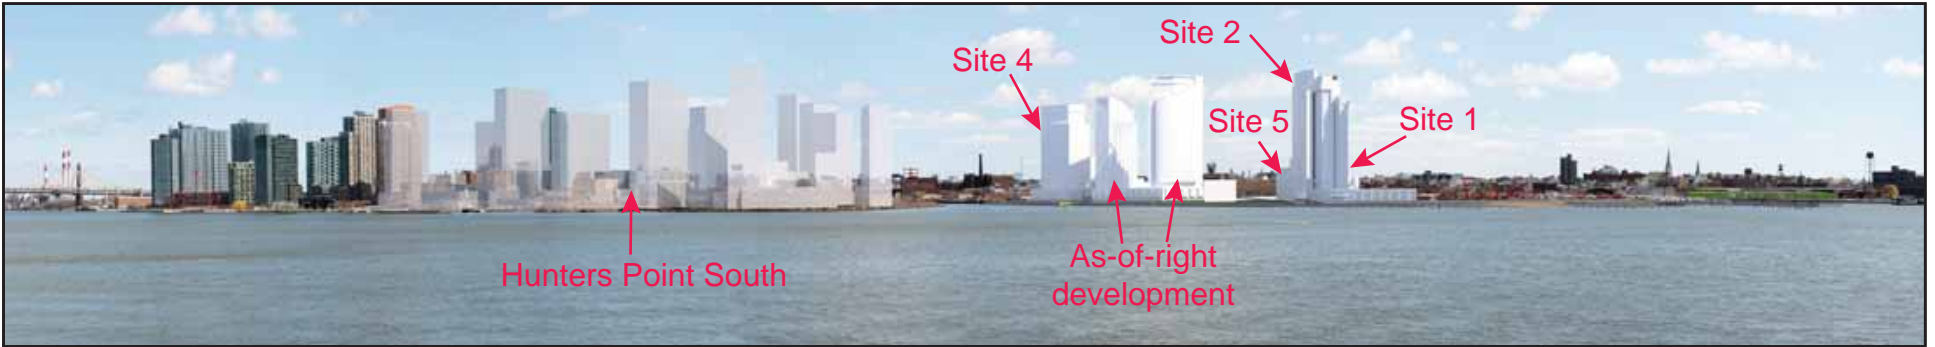 Site 2
Site 4
Site 5
Site 1
As-of-right
development
Hunters Point South